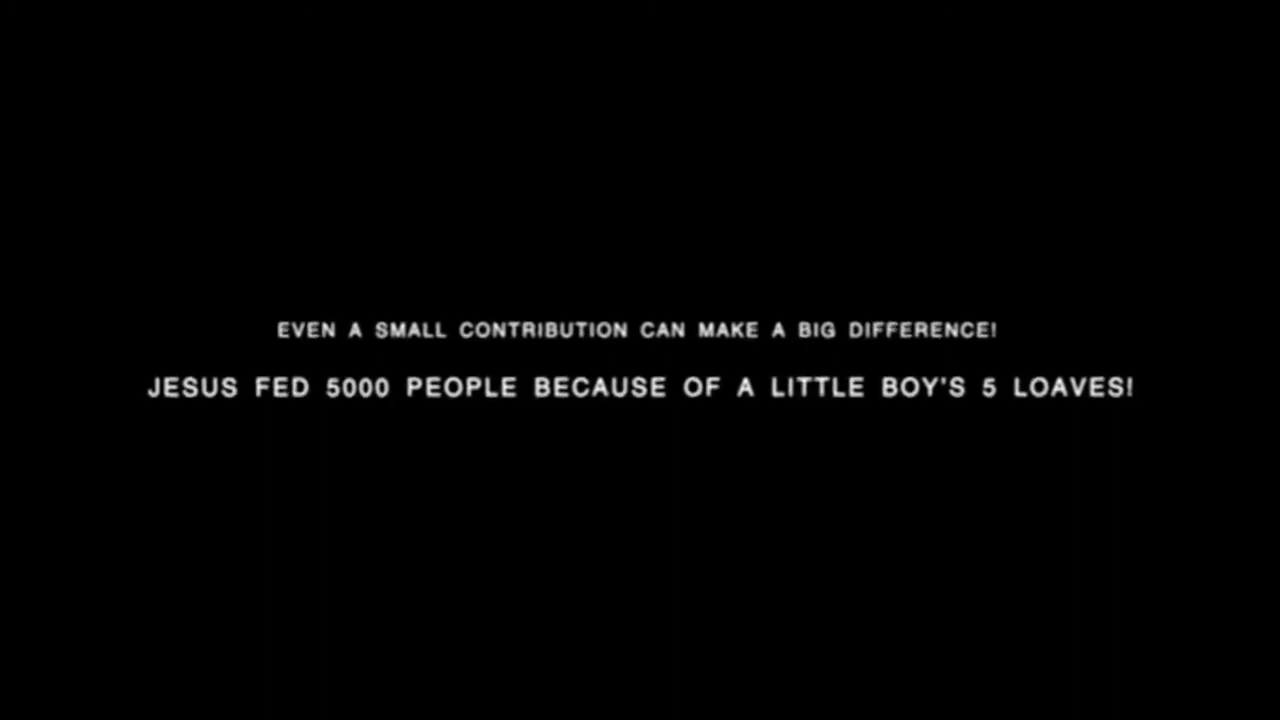 EVEN A SMALL CONTRIBUTION CAN MAKE A BIG DIFFERENCE!
JESUS FED 5000 PEOPLE BECAUSE OF A LITTLE BOY'S 5 LOAVES!